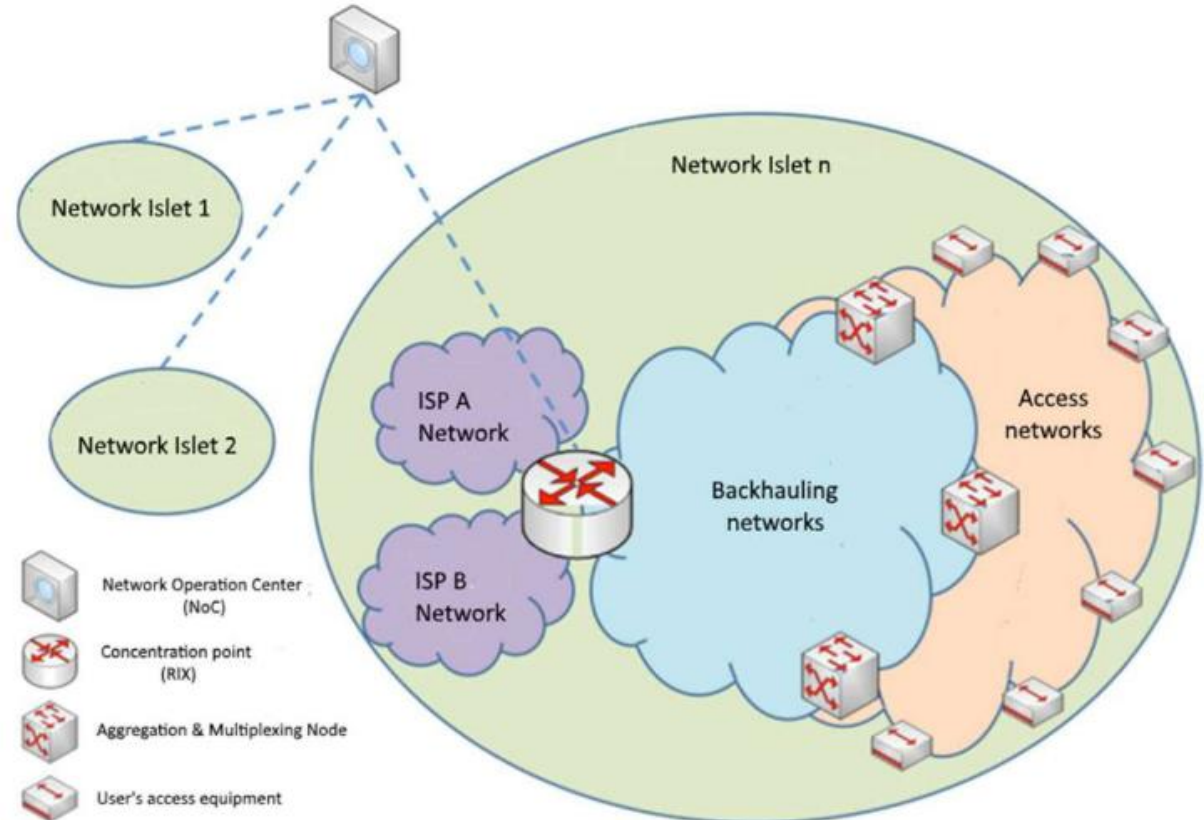 Network Islet n
Network Islet 1
Network Islet 2
ISP A
Network
ISP B
Network
Backhauling
networks
Access
networks
Network Operation Center
(NoC)
Concentration point
(RIX)
Aggregation & Multiplexing Node
User's access equipment